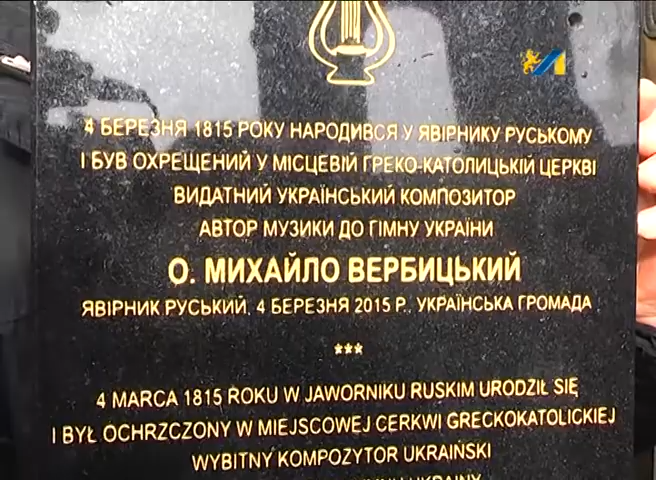 4 БЕРЕЗНЯ 1815 РОКУ НАРОДИВСЯ У ЯВІРНИКУ РУСЬКОМУ
І БУВ ОХРЕЩЕНИЙ У МІСЦЕВІЙ ГРЕКО-КАТОЛИЦЬКІЙ ЦЕРКВІ
ВИДАТНИЙ УКРАЇНСЬКИЙ КОМПОЗИТОР
АВТОР МУЗИКИ ДО ГІМНУ УКРАЇНИ
О. МИХАЙЛО ВЕРБИЦЬКИЙ
ЯВІРНИК РУСЬКИЙ, 4 БЕРЕЗНЯ 2015 Р., УКРАЇНСЬКА ГРОМАДА
***
4 MARCA 1815 ROKU W JAWORNIKU RUSKIM URODZIŁ SIĘ
I BYŁ OCHRZCZONY W MIEJSCOWEJ CERKWI GRECKOKATOLICKIEJ
WYBITNY KOMPOZYTOR UKRAIŃSKI